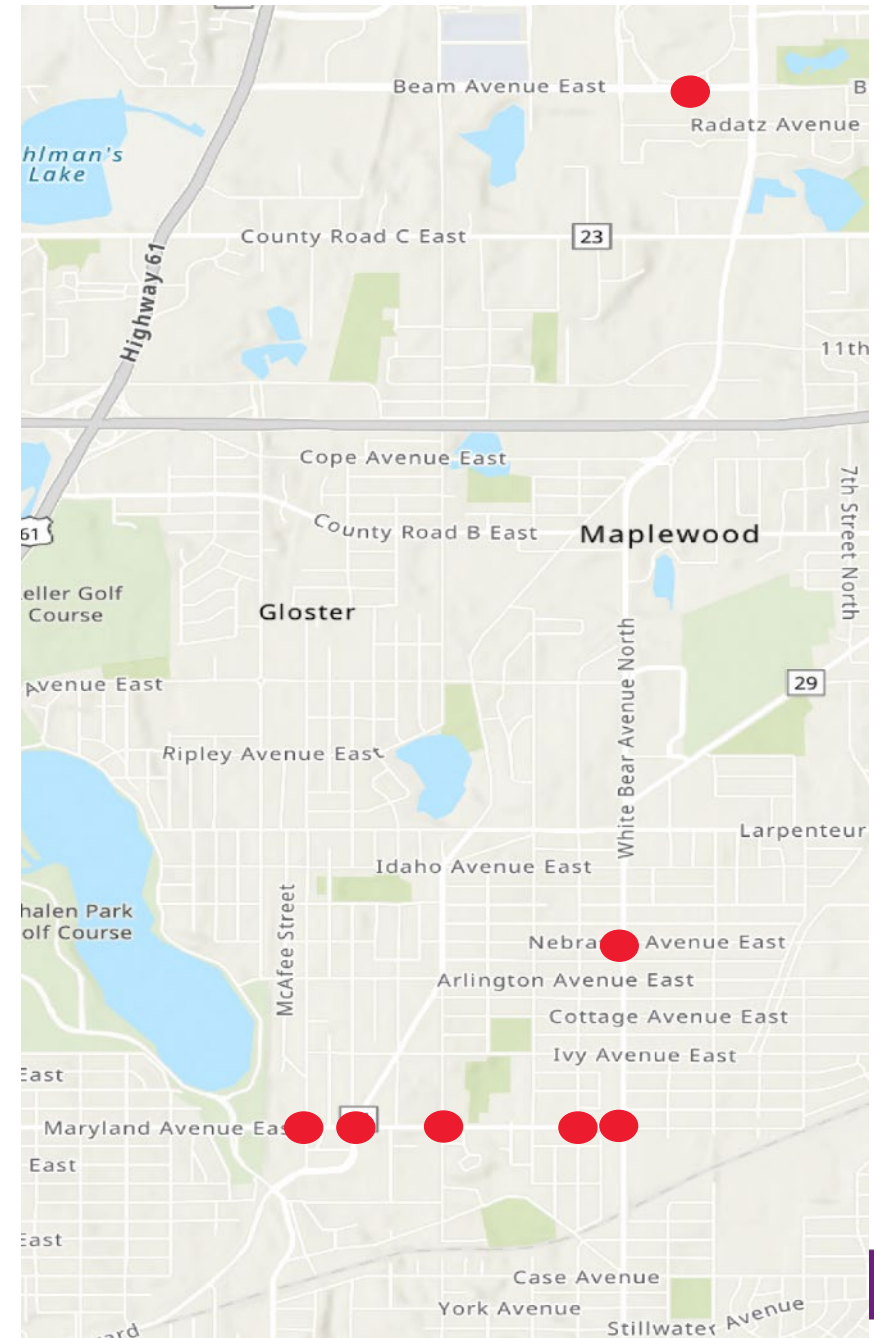 Beam Avenue East
B
Radatz Avenue
hlman's
Lake
County Road C East
23
Highway 61
11th
Cope Avenue East
7th Street North
County Road B East
Maplewood
61
eller Golf
Course
Gloster
Avenue East
29
White Bear Avenue North
Ripley Avenue East
Larpenteur
Idaho Avenue East
McAfee Street
halen Park
olf Course
Nebra Avenue East
Arlington Avenue East
Cottage Avenue East
Ivy Avenue East
East
Maryland Avenue Eas
East
East
Case Avenue
York Avenue
Stillwater Avenue
ard